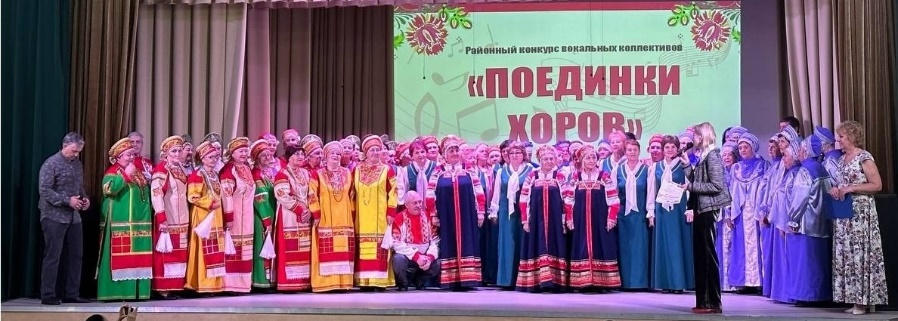 Районный конкурс вокальных коллективов
«ПОЕДИНКИ
ХОРОВ»